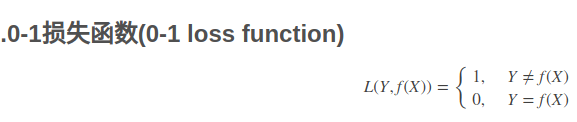 .0-1损失函数(0-1 loss function)
L(Y, f(X)) = { 1, Y ≠ f(X)
0, Y = f(X)